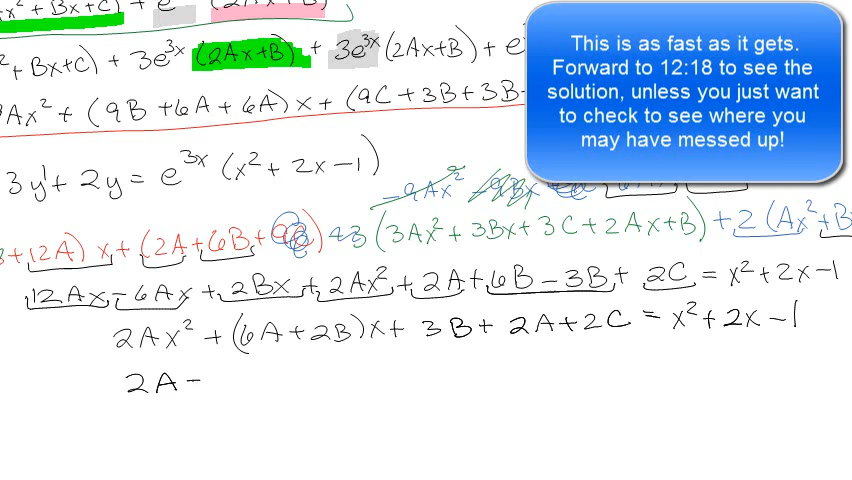 x² + Bx + C) + e (2Ax+B)
² + Bx + C) + 3e³ˣ (2Ax+B) + 3e³ˣ (2Ax+B) + e
This is as fast as it gets.
Forward to 12:18 to see the
solution, unless you just want
to check to see where you
may have messed up!
Ax² + (9B + 6A + 6A) x + (9C + 3B + 3B
3y' + 2y = e³ˣ (x² + 2x - 1)
- 9Ax² - 9Bx
+ 12A) x + (2A + 6B + ) - 3 (3Ax² + 3Bx + 3C + 2Ax + B) + 2 (Ax² + B
12Ax - 6Ax + 2Bx + 2Ax² + 2A + 6B - 3B + 2C = x² + 2x - 1
2Ax² + (6A + 2B)x + 3B + 2A + 2C = x² + 2x - 1
2A -